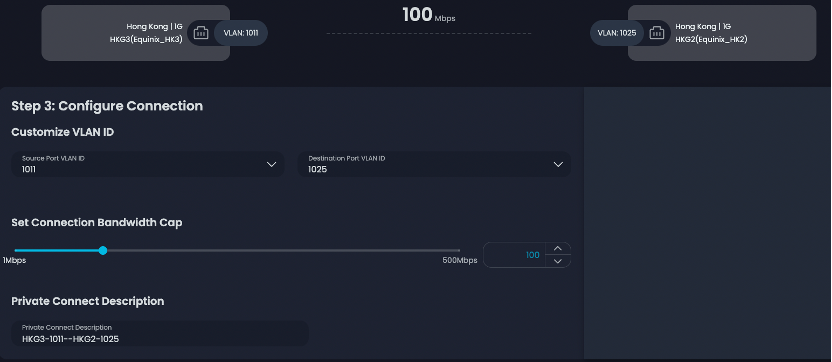 Hong Kong | 1G
HKG3(Equinix_HK3)
VLAN: 1011
100 Mbps
VLAN: 1025
Hong Kong | 1G
HKG2(Equinix_HK2)
Step 3: Configure Connection
Customize VLAN ID
Source Port VLAN ID
1011
Destination Port VLAN ID
1025
Set Connection Bandwidth Cap
1Mbps
500Mbps
100
Private Connect Description
Private Connect Description
HKG3-1011--HKG2-1025